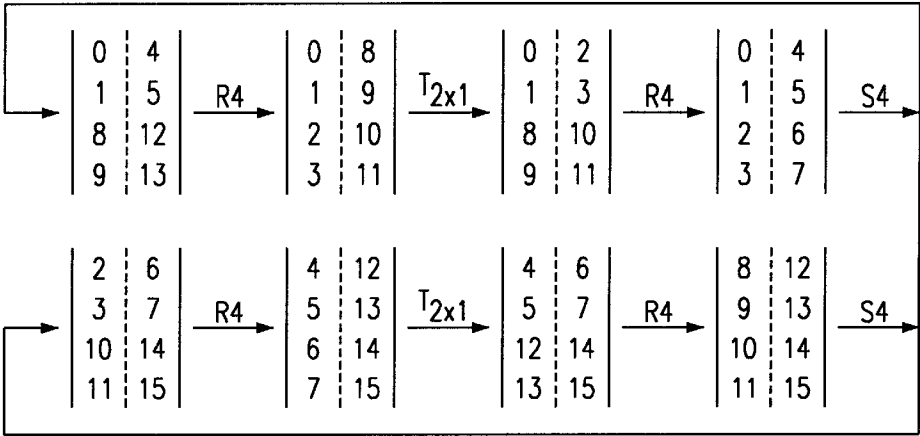 0 4 0 8 0 2 0 4
1 5 R4 1 9 T2x1 1 3 R4 1 5 S4
8 12 2 10 8 10 2 6
9 13 3 11 9 11 3 7
2 6 4 12 4 6 8 12
3 7 R4 5 13 T2x1 5 7 R4 9 13 S4
10 14 6 14 12 14 10 14
11 15 7 15 13 15 11 15